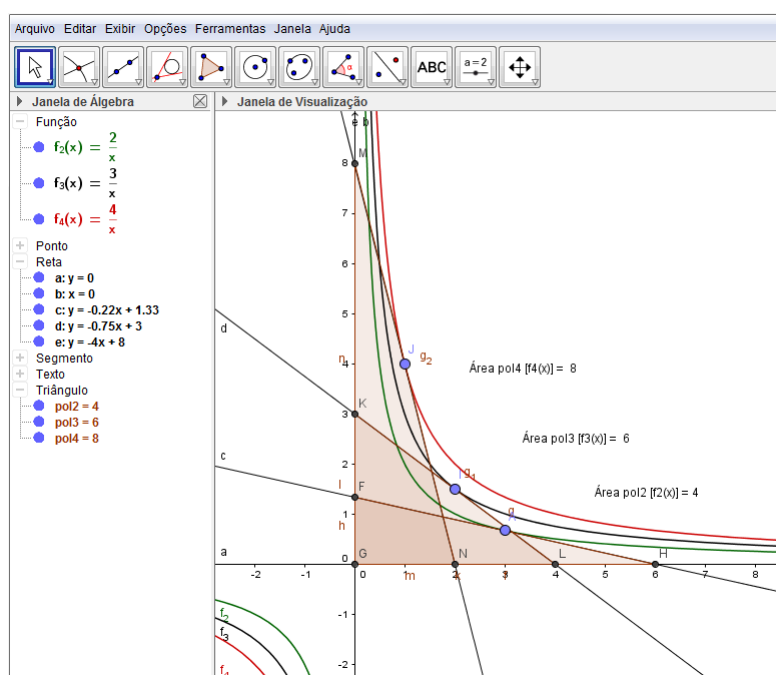 Arquivo Editar Exibir Opções Ferramentas Janela Ajuda
ABC
a=2
Janela de Álgebra
Função
f₂(x) = 2/x
f₃(x) = 3/x
f₄(x) = 4/x
Ponto
Reta
a: y = 0
b: x = 0
c: y = -0.22x + 1.33
d: y = -0.75x + 3
e: y = -4x + 8
Segmento
Texto
Triângulo
pol2 = 4
pol3 = 6
pol4 = 8
Janela de Visualização
e b
M
8
7
6
5
d
n 4 J g₂
Área pol4 [f4(x)] = 8
3 K
Área pol3 [f3(x)] = 6
c
2
I g₁
l F
Área pol2 [f2(x)] = 4
g
h 1
a
0 G N L H
-2 -1 0 1 m 2 3 4 5 6 7 8
-1
-2
f₂
f₃
f₄